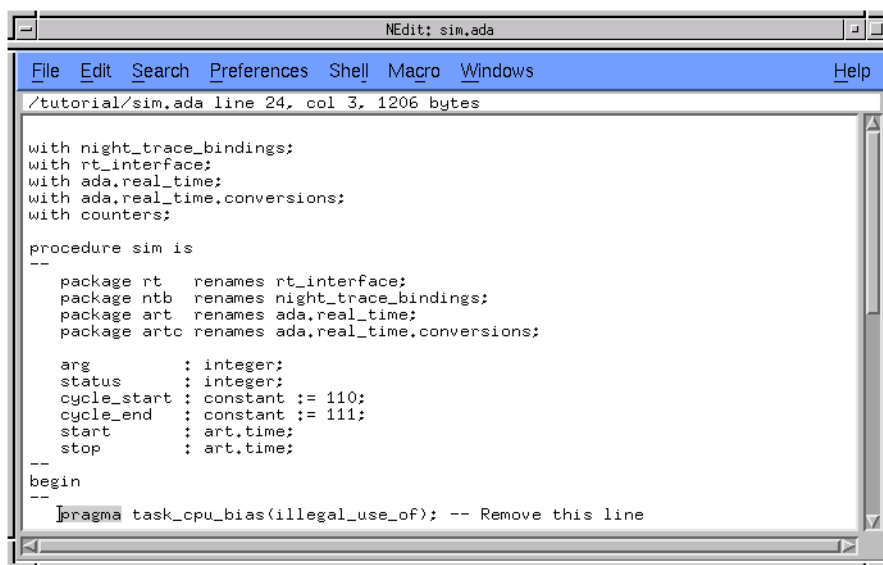 NEdit: sim.ada
File Edit Search Preferences Shell Macro Windows Help
/tutorial/sim.ada line 24, col 3, 1206 bytes
with night_trace_bindings;
with rt_interface;
with ada.real_time;
with ada.real_time.conversions;
with counters;
procedure sim is
--
   package rt   renames rt_interface;
   package ntb  renames night_trace_bindings;
   package art  renames ada.real_time;
   package artc renames ada.real_time.conversions;
   arg         : integer;
   status      : integer;
   cycle_start : constant := 110;
   cycle_end   : constant := 111;
   start       : art.time;
   stop        : art.time;
--
begin
--
   pragma task_cpu_bias(illegal_use_of); -- Remove this line